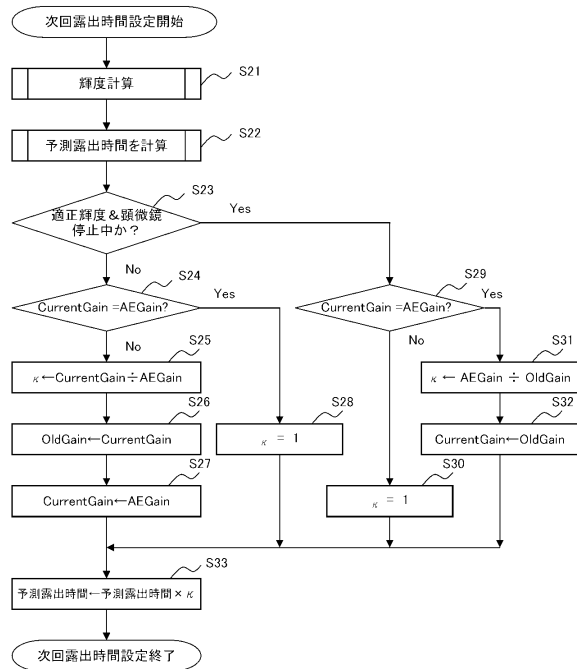 次回露出時間設定開始
S21
輝度計算
S22
予測露出時間を計算
S23
適正輝度＆顕微鏡
停止中か？
Yes
No
S24
CurrentGain =AEGain?
Yes
No
S29
CurrentGain =AEGain?
Yes
No
S25
κ←CurrentGain÷AEGain
S31
κ ← AEGain ÷ OldGain
S26
OldGain←CurrentGain
S28
κ = 1
S32
CurrentGain←OldGain
S27
CurrentGain←AEGain
S30
κ = 1
S33
予測露出時間←予測露出時間× κ
次回露出時間設定終了